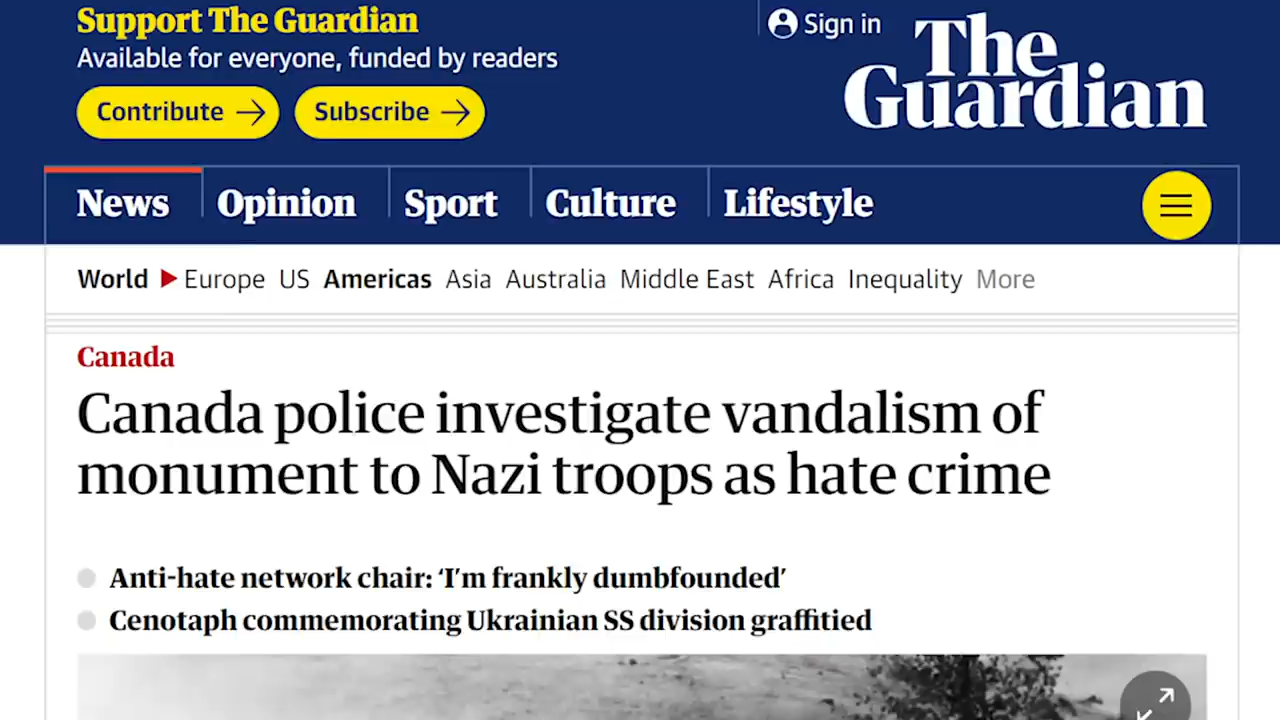 Support The Guardian
Available for everyone, funded by readers
Contribute
Subscribe
Sign in
The
Guardian
News
Opinion
Sport
Culture
Lifestyle
World Europe US Americas Asia Australia Middle East Africa Inequality More
Canada
Canada police investigate vandalism of
monument to Nazi troops as hate crime
Anti-hate network chair: ‘I’m frankly dumbfounded’
Cenotaph commemorating Ukrainian SS division graffitied